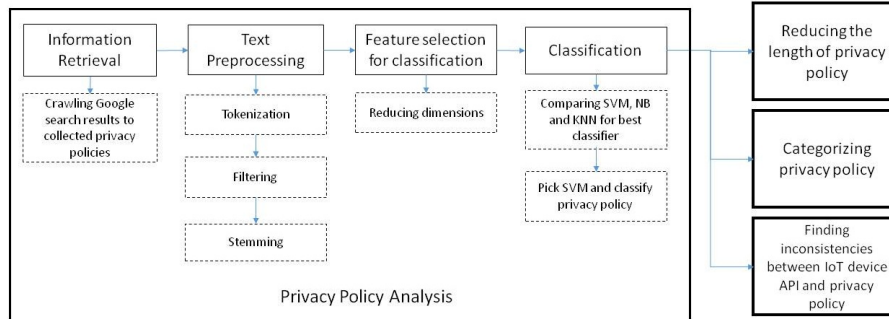 Information
Retrieval
Text
Preprocessing
Feature selection
for classification
Classification
Crawling Google
search results to
collected privacy
policies
Tokenization
Filtering
Stemming
Reducing dimensions
Comparing SVM, NB
and KNN for best
classifier
Pick SVM and classify
privacy policy
Privacy Policy Analysis
Reducing the
length of privacy
policy
Categorizing
privacy policy
Finding
inconsistencies
between IoT device
API and privacy
policy